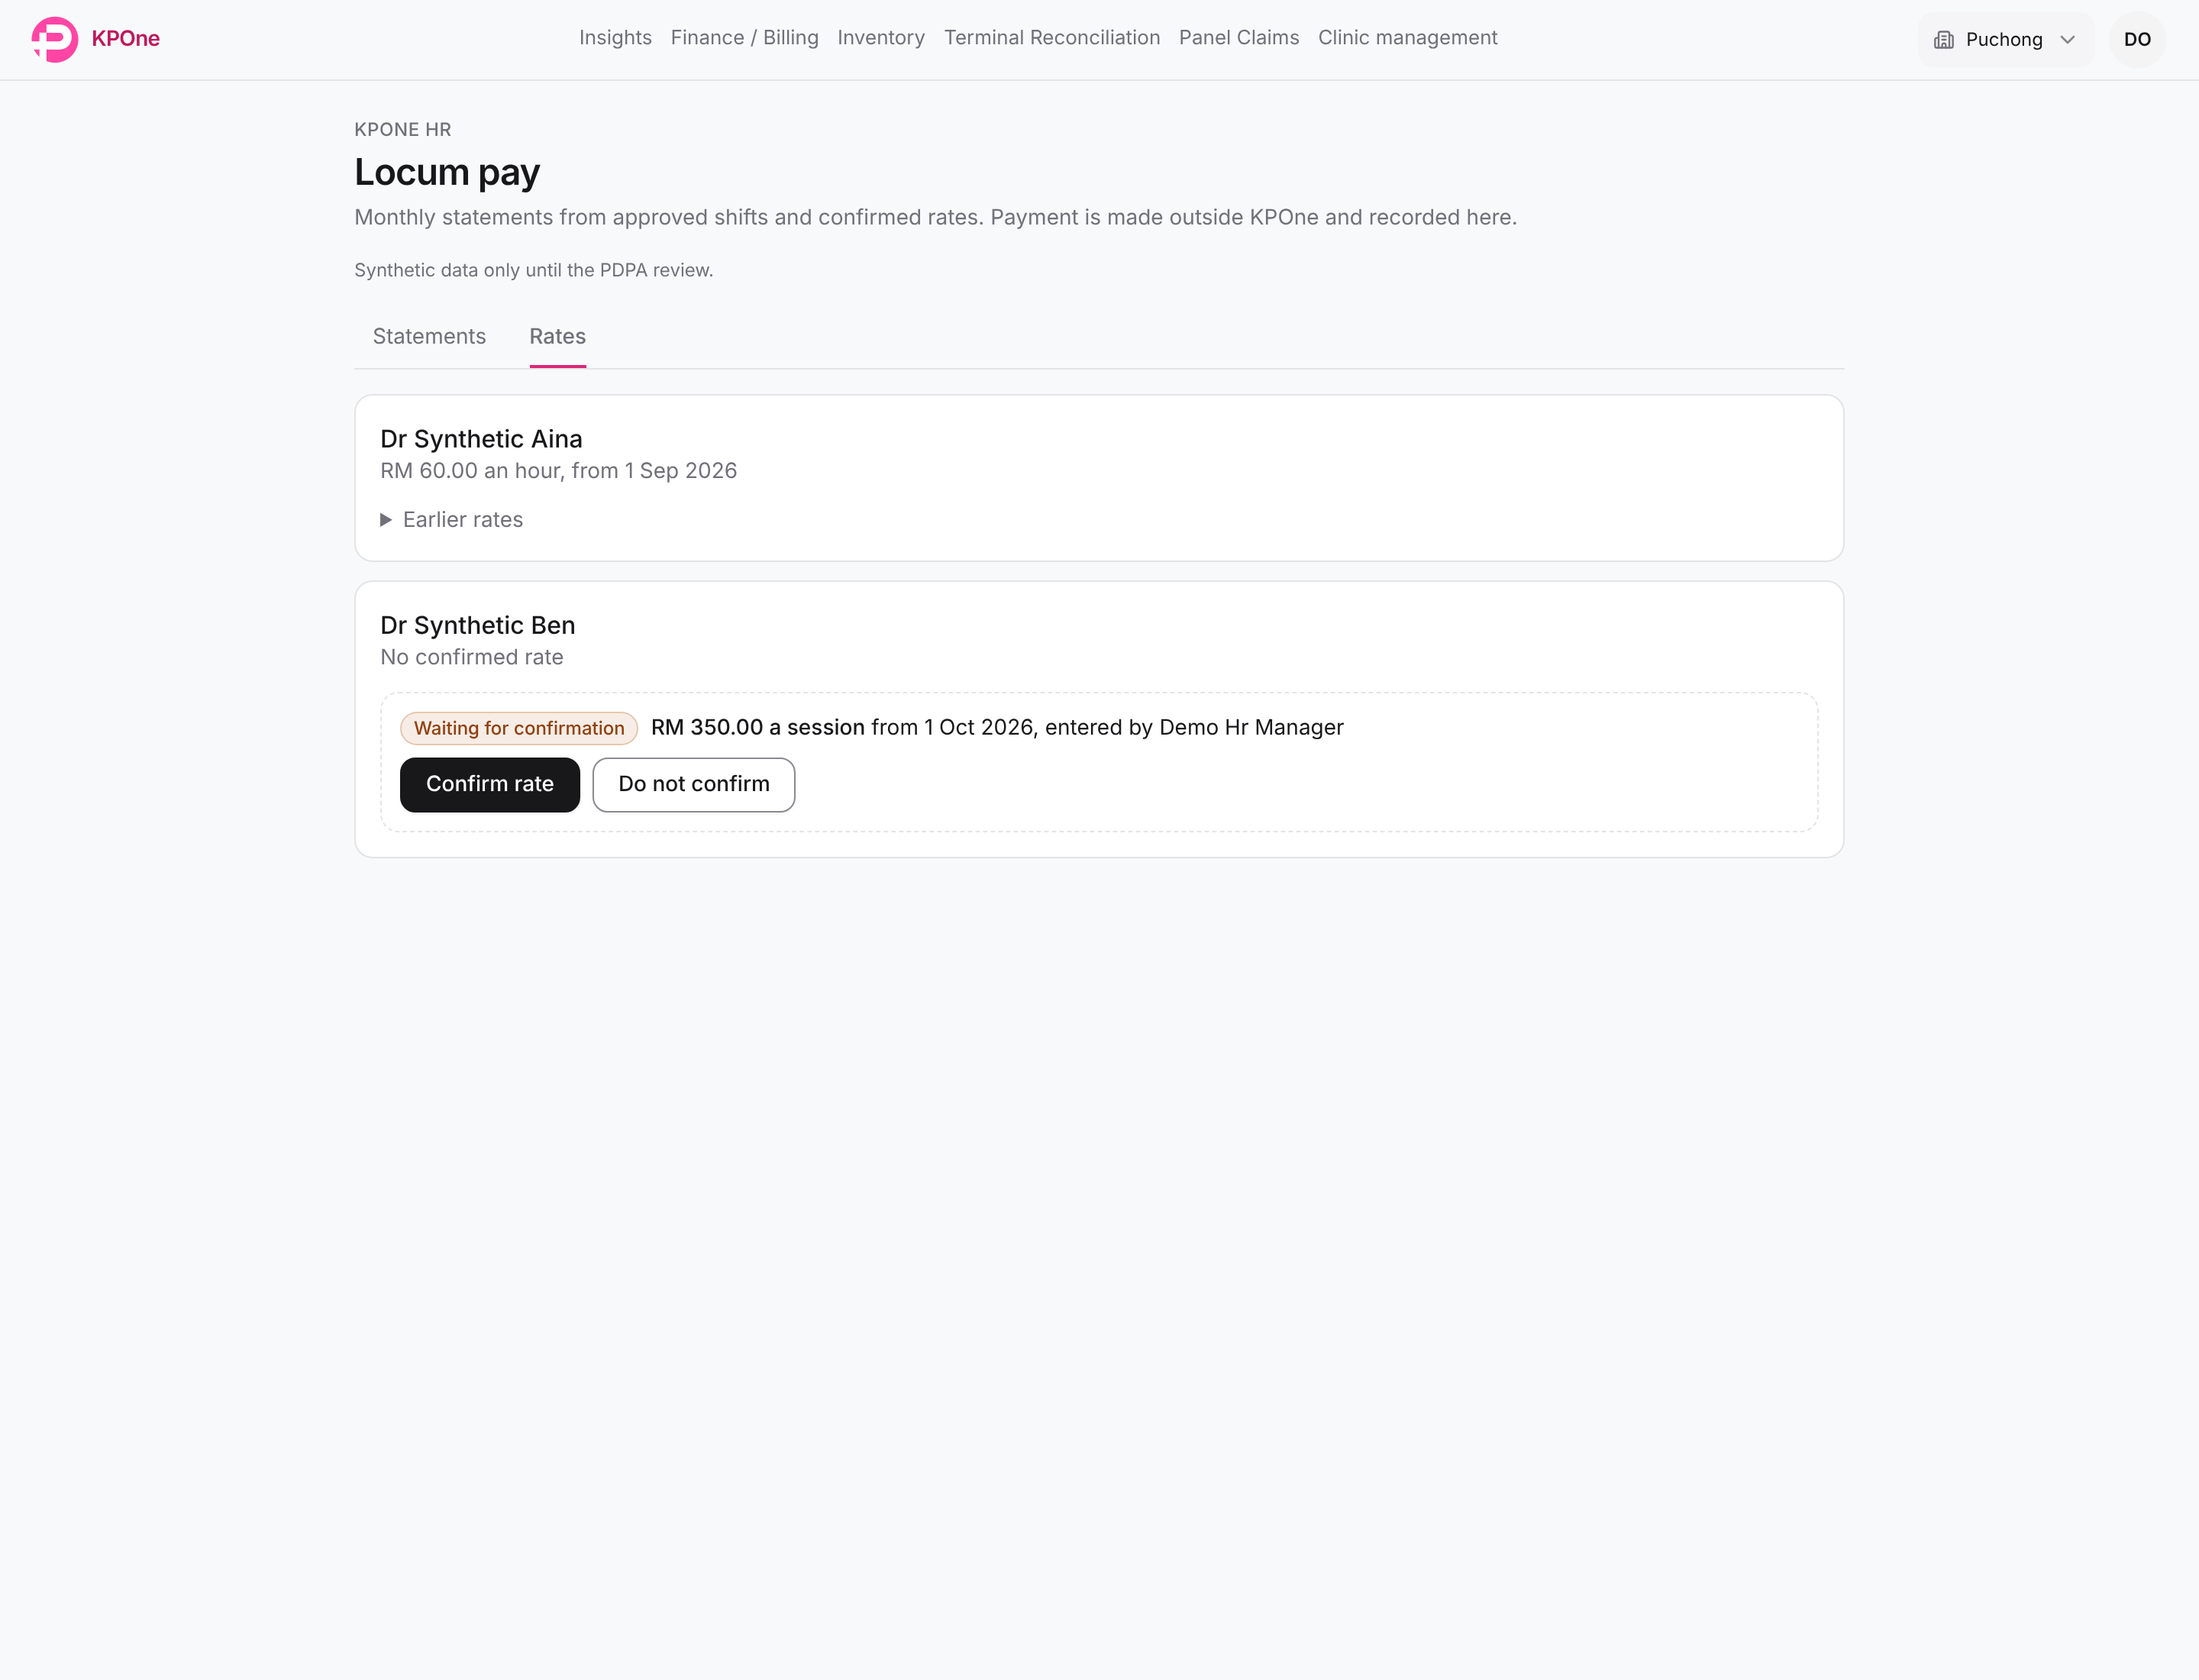 KPOne
Insights Finance / Billing Inventory Terminal Reconciliation Panel Claims Clinic management
Puchong
DO
KPONE HR
Locum pay
Monthly statements from approved shifts and confirmed rates. Payment is made outside KPOne and recorded here.
Synthetic data only until the PDPA review.
Statements Rates
Dr Synthetic Aina
RM 60.00 an hour, from 1 Sep 2026
Earlier rates
Dr Synthetic Ben
No confirmed rate
Waiting for confirmation RM 350.00 a session from 1 Oct 2026, entered by Demo Hr Manager
Confirm rate Do not confirm